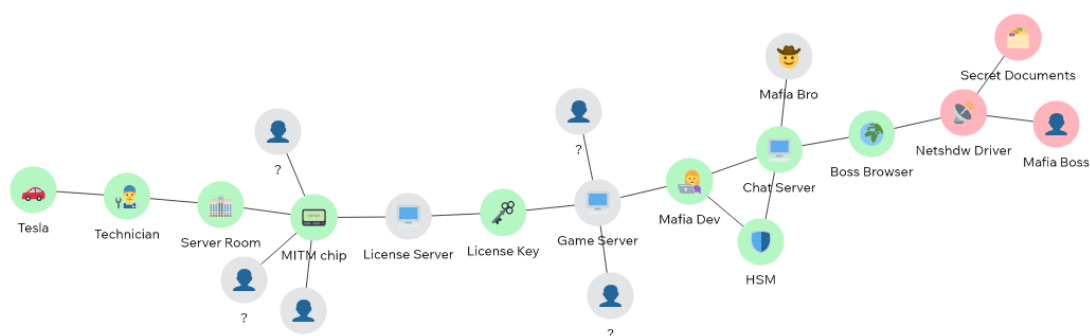 Secret Documents
Mafia Bro
Netshdw Driver
Mafia Boss
Boss Browser
Chat Server
?
Mafia Dev
?
Game Server
HSM
License Key
License Server
MITM chip
Server Room
Technician
Tesla
?
?